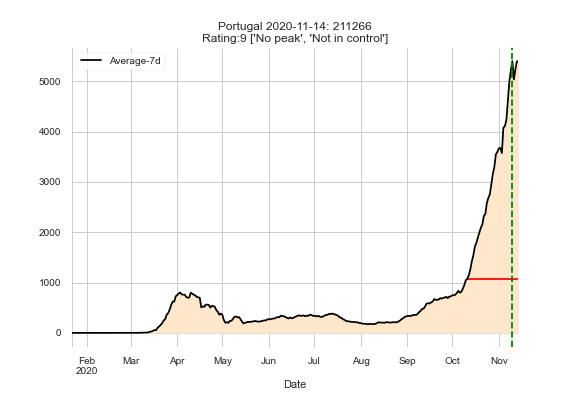 Portugal 2020-11-14: 211266
Rating:9 ['No peak', 'Not in control']
Average-7d
5000
4000
3000
2000
1000
0
Feb Mar Apr May Jun Jul Aug Sep Oct Nov
2020
Date